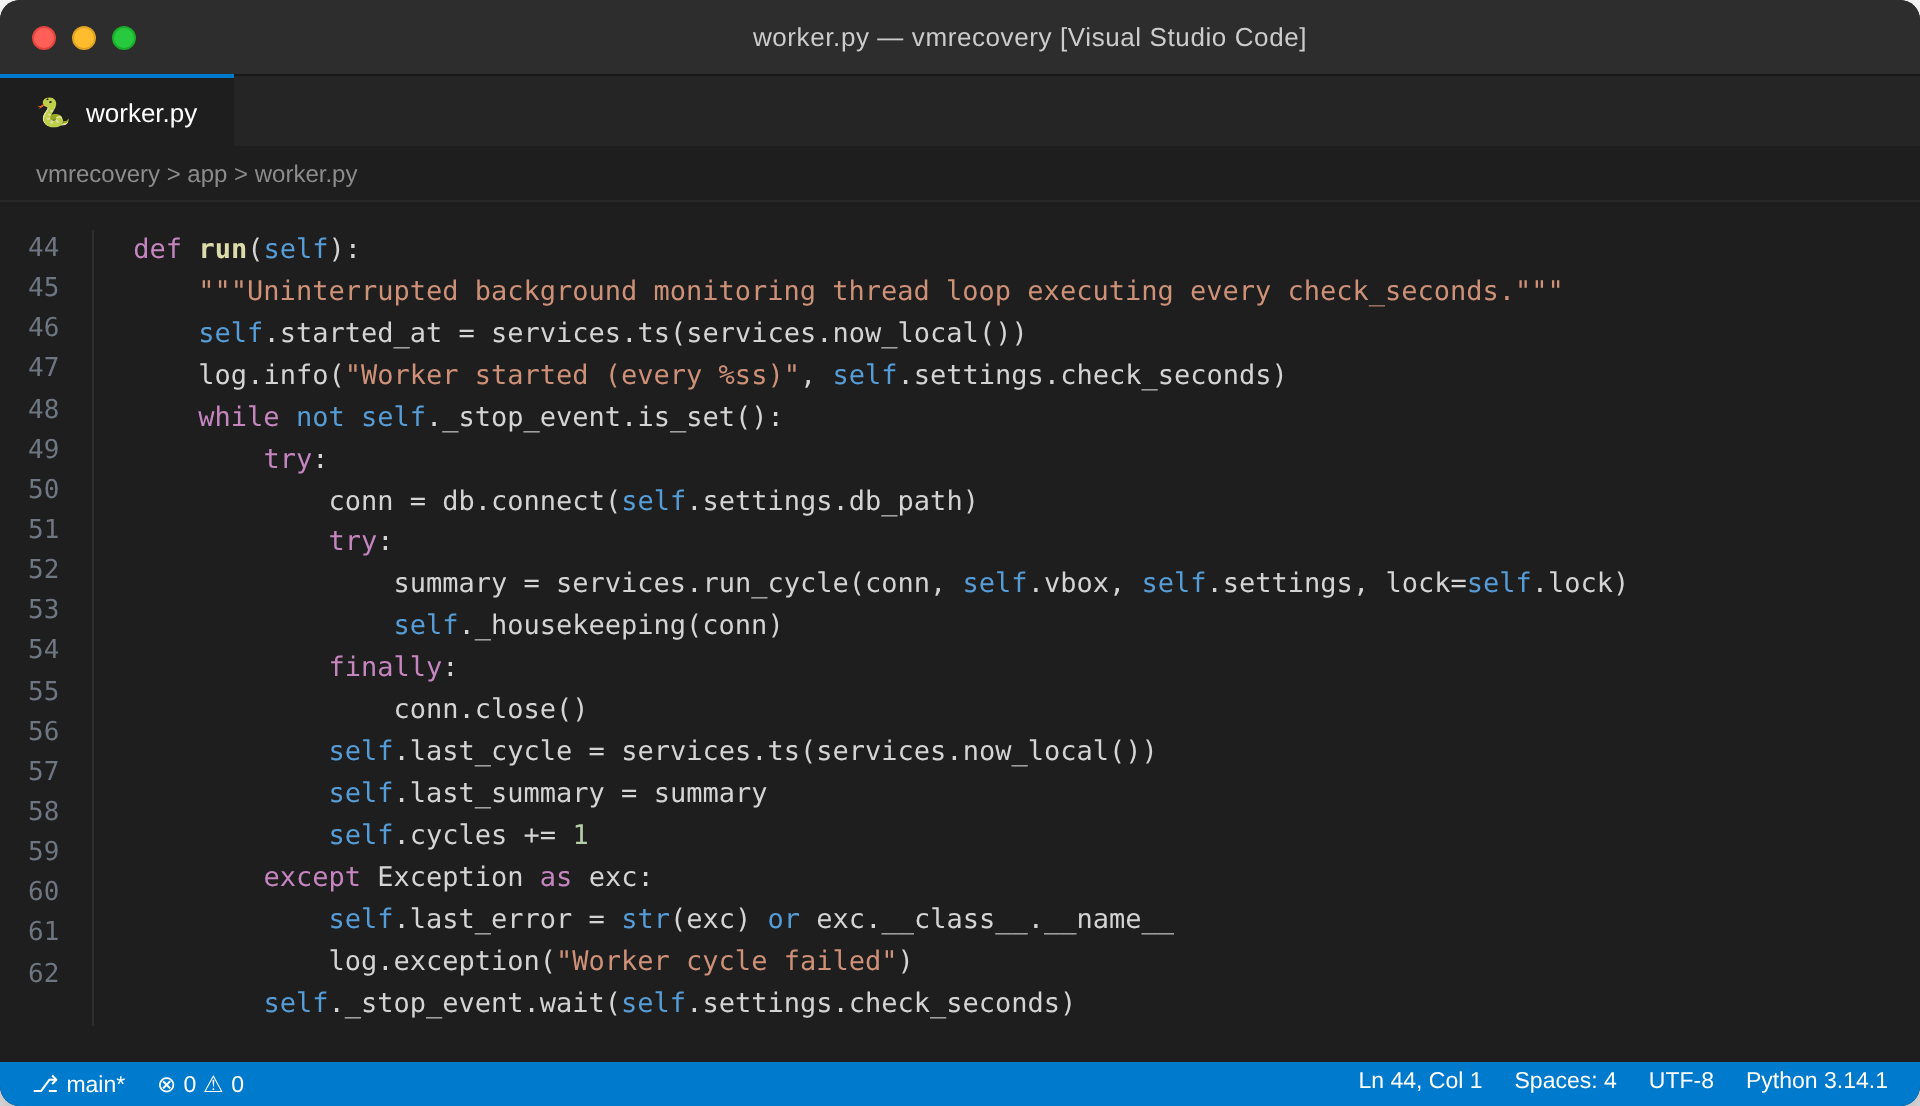 worker.py — vmrecovery [Visual Studio Code]
worker.py
vmrecovery > app > worker.py
44 def run(self):
45     """Uninterrupted background monitoring thread loop executing every check_seconds."""
46     self.started_at = services.ts(services.now_local())
47     log.info("Worker started (every %ss)", self.settings.check_seconds)
48     while not self._stop_event.is_set():
49         try:
50             conn = db.connect(self.settings.db_path)
51             try:
52                 summary = services.run_cycle(conn, self.vbox, self.settings, lock=self.lock)
53                 self._housekeeping(conn)
54             finally:
55                 conn.close()
56             self.last_cycle = services.ts(services.now_local())
57             self.last_summary = summary
58             self.cycles += 1
59         except Exception as exc:
60             self.last_error = str(exc) or exc.__class__.__name__
61             log.exception("Worker cycle failed")
62         self._stop_event.wait(self.settings.check_seconds)
⎇ main* ⊗ 0 ⚠ 0 Ln 44, Col 1 Spaces: 4 UTF-8 Python 3.14.1